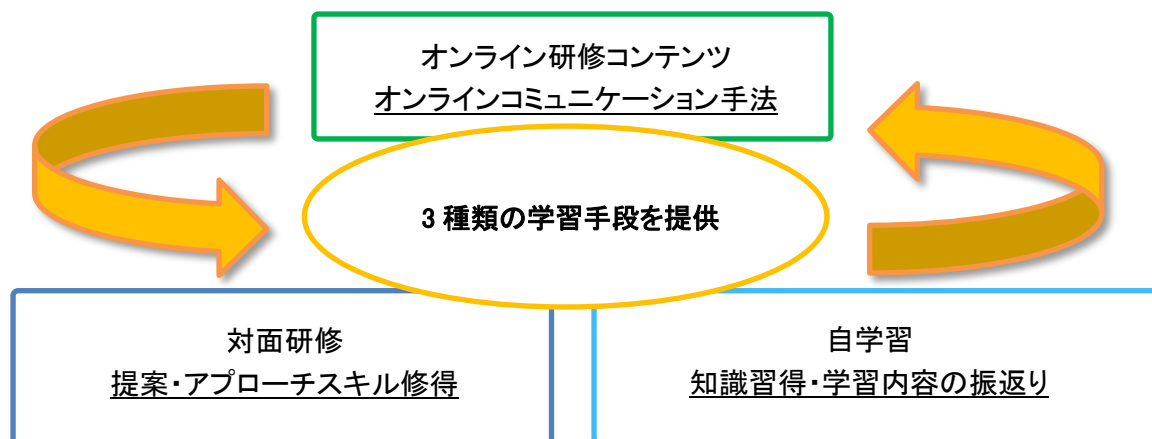 オンライン研修コンテンツ
オンラインコミュニケーション手法
3 種類の学習手段を提供
対面研修
提案・アプローチスキル修得
自学習
知識習得・学習内容の振返り